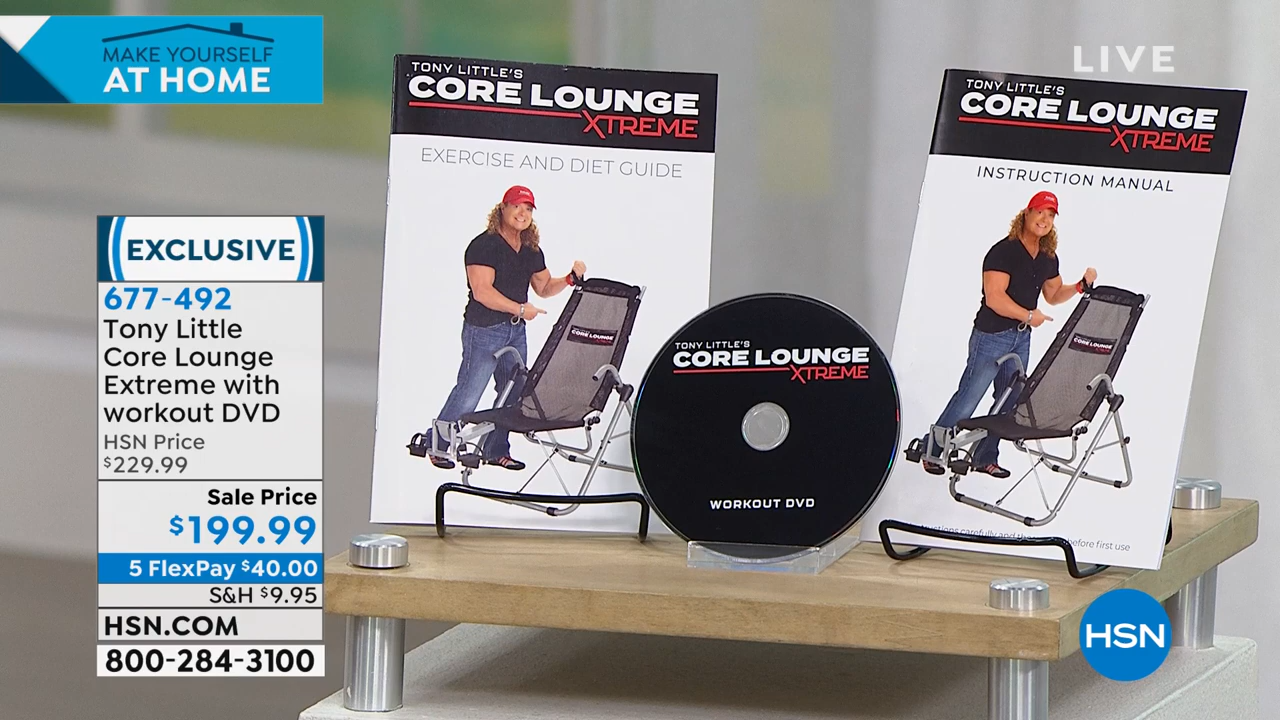 MAKE YOURSELF
AT HOME
LIVE
EXCLUSIVE
677-492
Tony Little
Core Lounge
Extreme with
workout DVD
HSN Price
$229.99
Sale Price
$199.99
5 FlexPay $40.00
S&H $9.95
HSN.COM
800-284-3100
TONY LITTLE'S
CORE LOUNGE
XTREME
EXERCISE AND DIET GUIDE
CORE LOUNGE
TONY LITTLE'S
CORE LOUNGE
XTREME
WORKOUT DVD
TONY LITTLE'S
CORE LOUNGE
XTREME
INSTRUCTION MANUAL
CORE LOUNGE
carefully and before first use
HSN